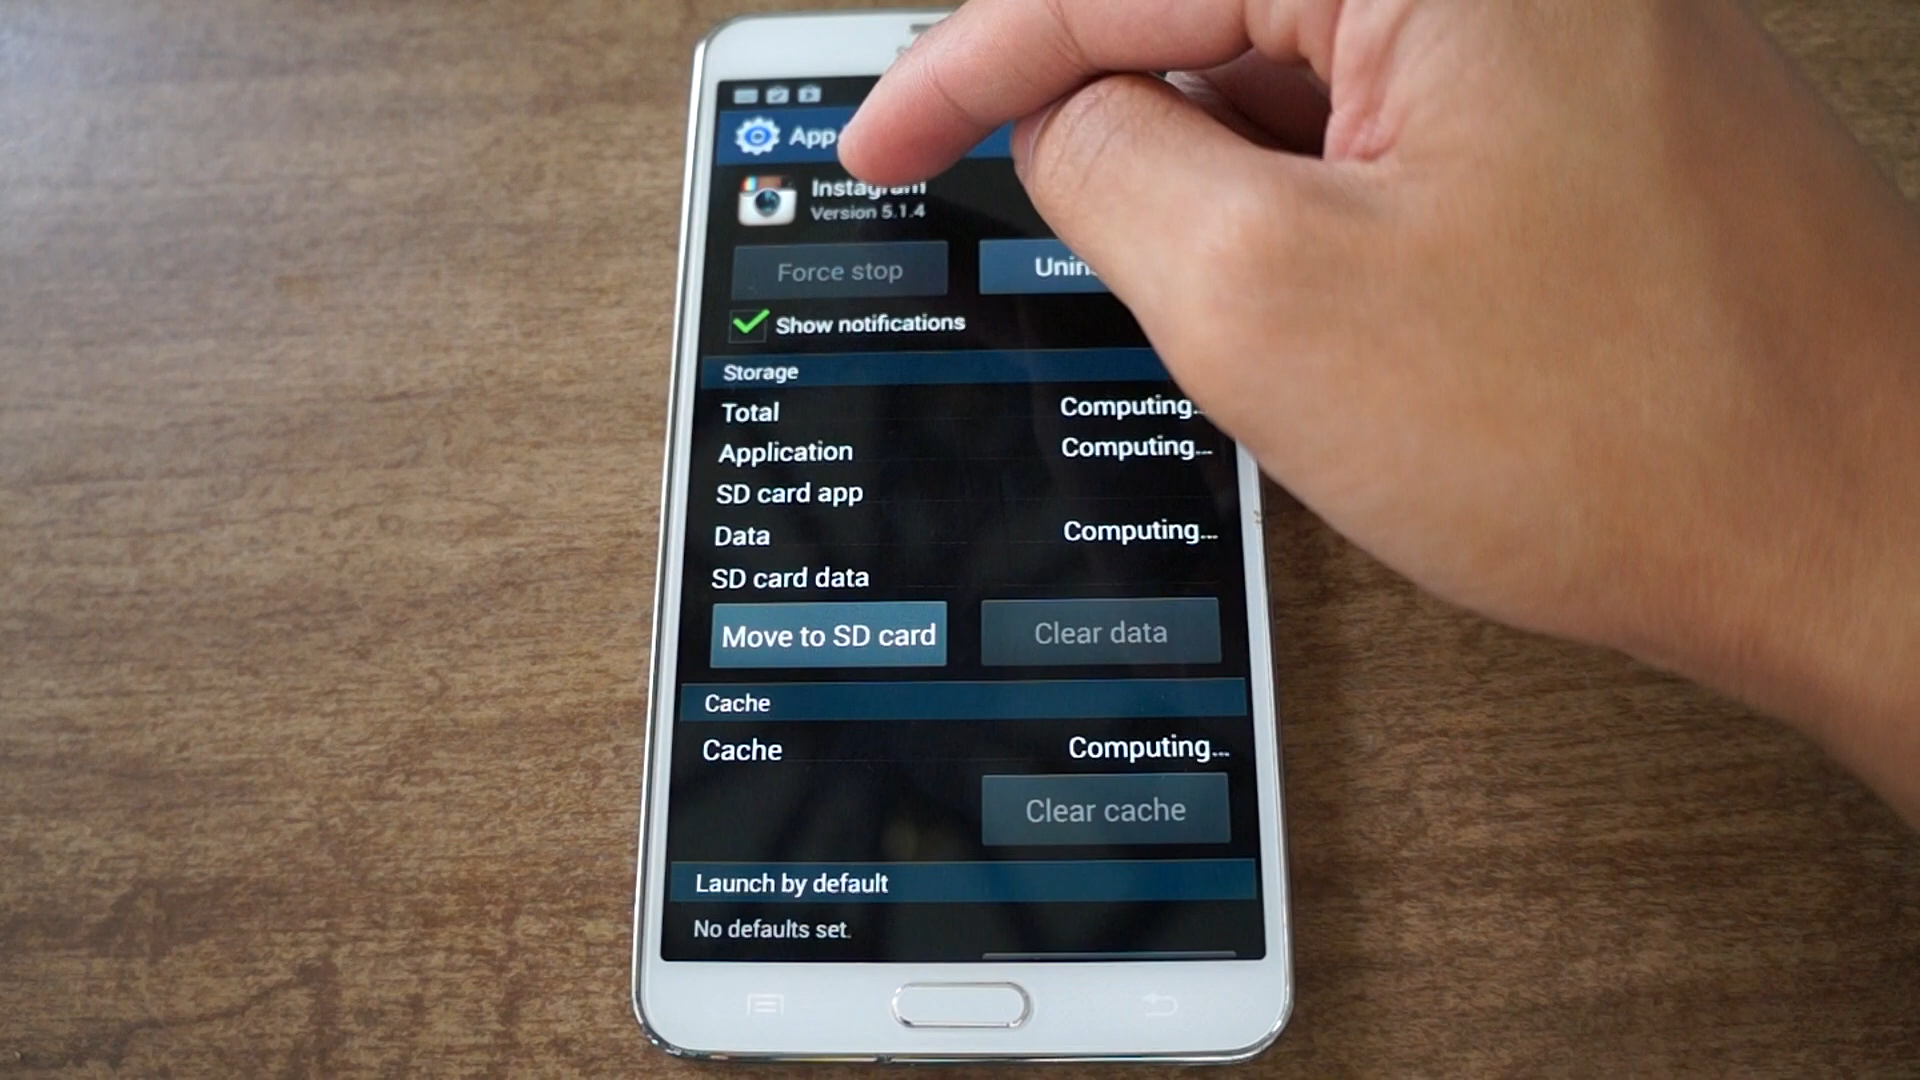 App
Instagram
Version 5.1.4
Force stop
Unins
Show notifications
Storage
Total Computing...
Application Computing...
SD card app
Data Computing...
SD card data
Move to SD card Clear data
Cache
Cache Computing...
Clear cache
Launch by default
No defaults set.